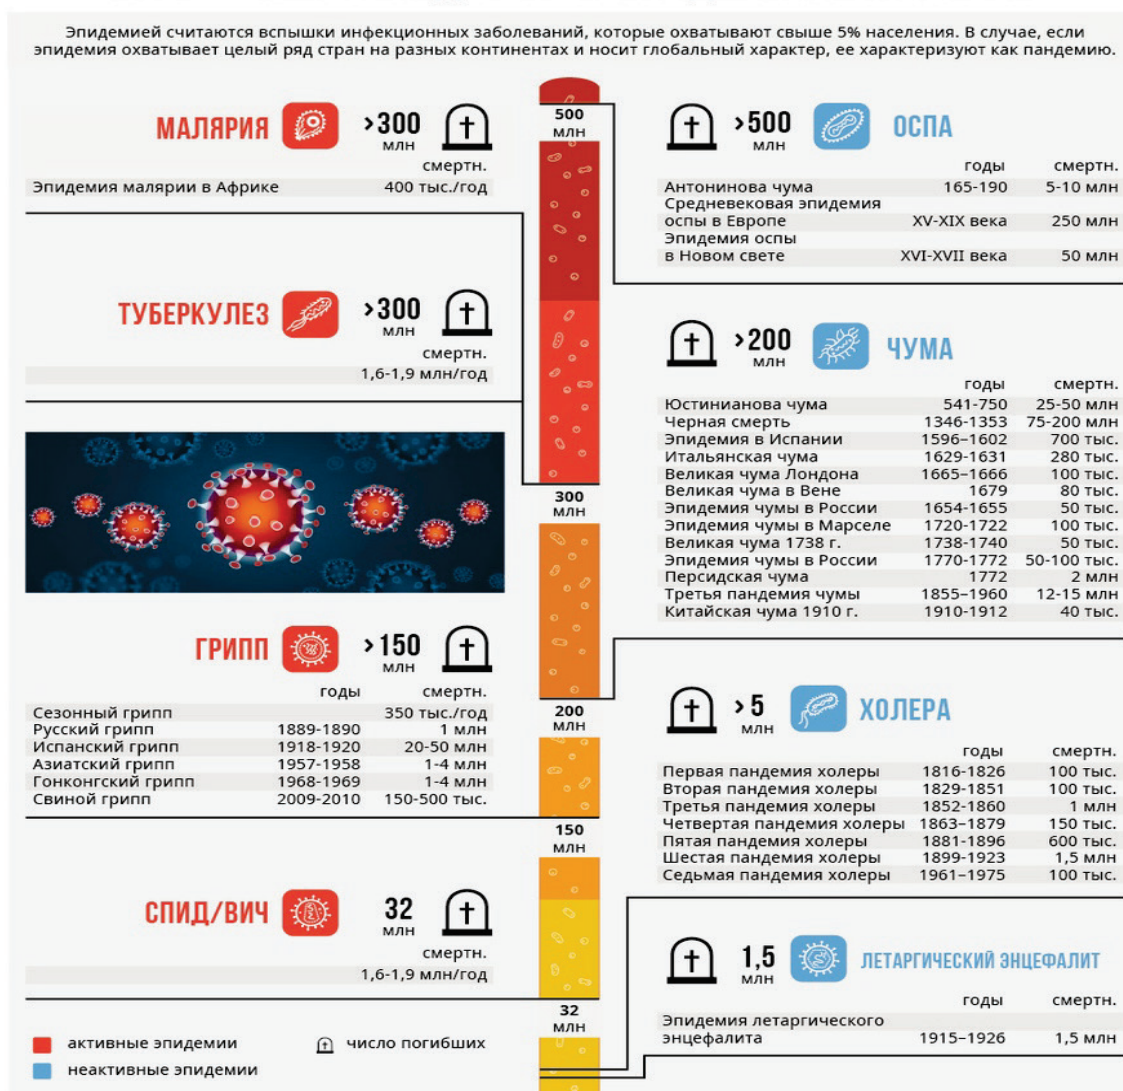 Эпидемией считаются вспышки инфекционных заболеваний, которые охватывают свыше 5% населения. В случае, если
эпидемия охватывает целый ряд стран на разных континентах и носит глобальный характер, ее характеризуют как пандемию.
МАЛЯРИЯ >300 млн
смертн.
Эпидемия малярии в Африке 400 тыс./год
ТУБЕРКУЛЕЗ >300 млн
смертн.
1,6-1,9 млн/год
ГРИПП >150 млн
годы смертн.
Сезонный грипп 350 тыс./год
Русский грипп 1889-1890 1 млн
Испанский грипп 1918-1920 20-50 млн
Азиатский грипп 1957-1958 1-4 млн
Гонконгский грипп 1968-1969 1-4 млн
Свиной грипп 2009-2010 150-500 тыс.
СПИД/ВИЧ 32 млн
смертн.
1,6-1,9 млн/год
активные эпидемии
неактивные эпидемии
число погибших
500 млн
300 млн
200 млн
150 млн
32 млн
>500 млн ОСПА
годы смертн.
Антонинова чума 165-190 5-10 млн
Средневековая эпидемия
оспы в Европе XV-XIX века 250 млн
Эпидемия оспы
в Новом свете XVI-XVII века 50 млн
>200 млн ЧУМА
годы смертн.
Юстинианова чума 541-750 25-50 млн
Черная смерть 1346-1353 75-200 млн
Эпидемия в Испании 1596–1602 700 тыс.
Итальянская чума 1629-1631 280 тыс.
Великая чума Лондона 1665–1666 100 тыс.
Великая чума в Вене 1679 80 тыс.
Эпидемия чумы в России 1654-1655 50 тыс.
Эпидемия чумы в Марселе 1720-1722 100 тыс.
Великая чума 1738 г. 1738-1740 50 тыс.
Эпидемия чумы в России 1770-1772 50-100 тыс.
Персидская чума 1772 2 млн
Третья пандемия чумы 1855–1960 12-15 млн
Китайская чума 1910 г. 1910-1912 40 тыс.
>5 млн ХОЛЕРА
годы смертн.
Первая пандемия холеры 1816-1826 100 тыс.
Вторая пандемия холеры 1829-1851 100 тыс.
Третья пандемия холеры 1852-1860 1 млн
Четвертая пандемия холеры 1863–1879 150 тыс.
Пятая пандемия холеры 1881-1896 600 тыс.
Шестая пандемия холеры 1899-1923 1,5 млн
Седьмая пандемия холеры 1961–1975 100 тыс.
1,5 млн ЛЕТАРГИЧЕСКИЙ ЭНЦЕФАЛИТ
годы смертн.
Эпидемия летаргического
энцефалита 1915–1926 1,5 млн